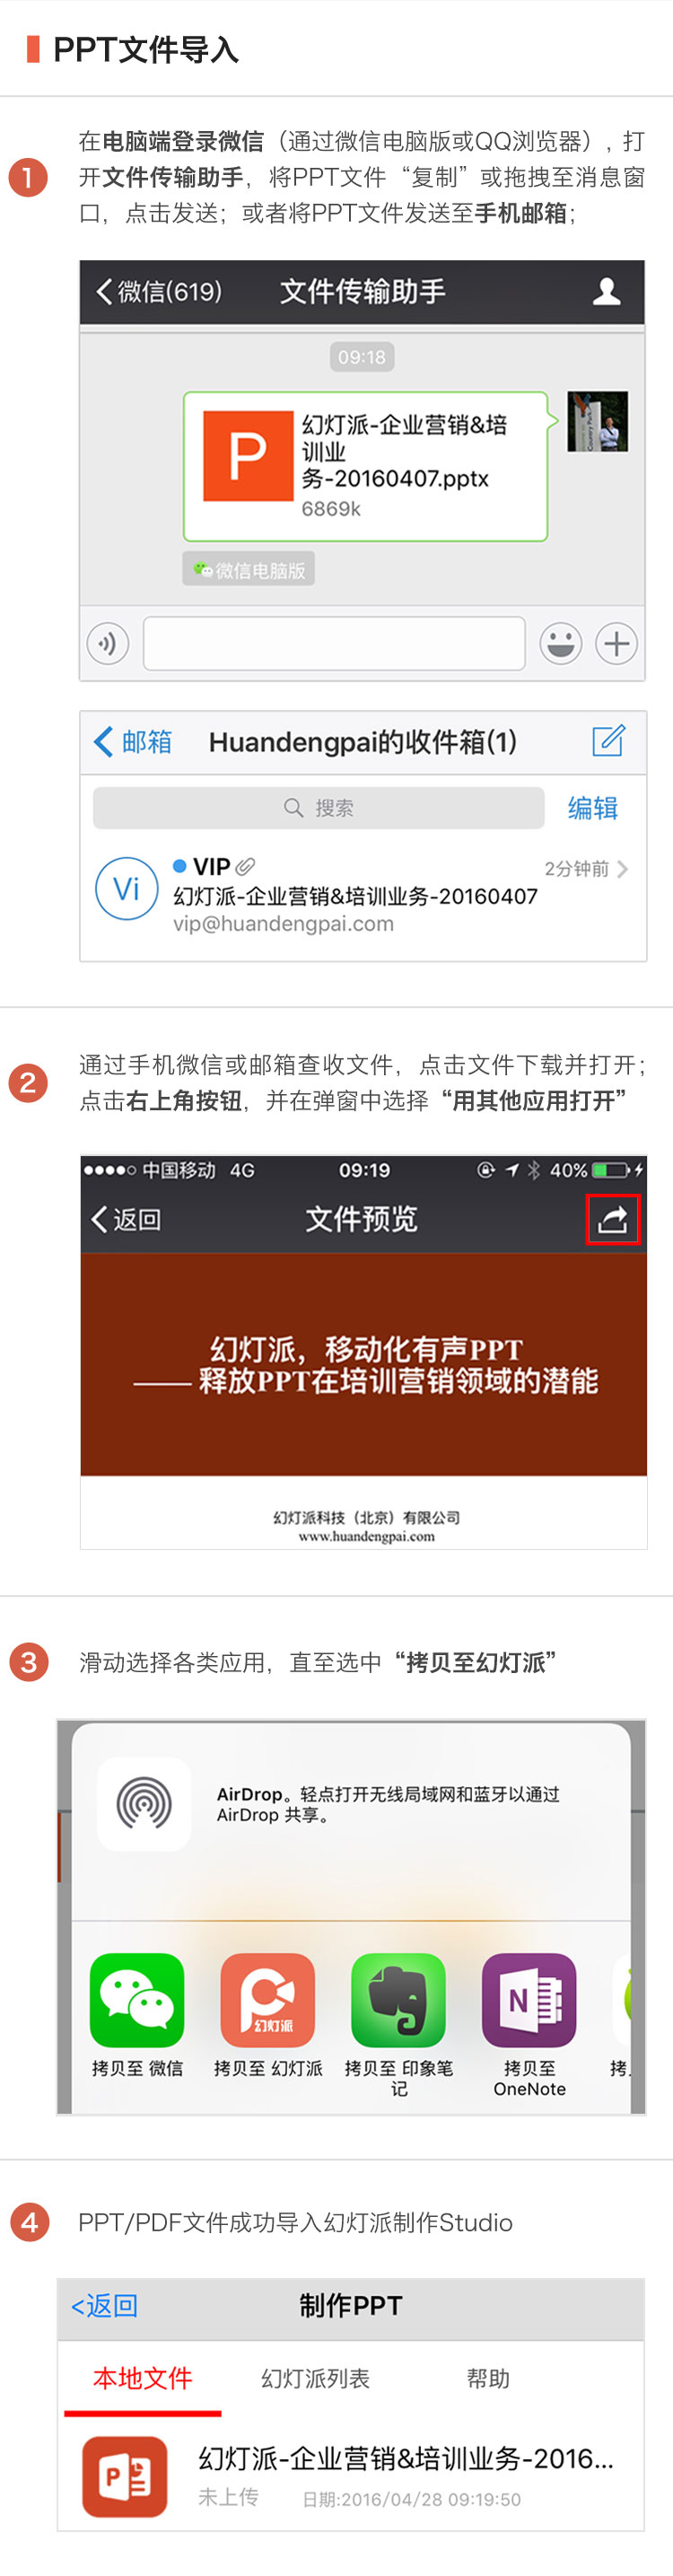 PPT文件导入
1
在电脑端登录微信（通过微信电脑版或QQ浏览器），打
开文件传输助手，将PPT文件“复制”或拖拽至消息窗
口，点击发送；或者将PPT文件发送至手机邮箱；
微信(619)
文件传输助手
09:18
P
幻灯派-企业营销&培
训业
务-20160407.pptx
6869k
微信电脑版
邮箱
Huandengpai的收件箱(1)
搜索
编辑
Vi
VIP
2分钟前
幻灯派-企业营销&培训业务-20160407
vip@huandengpai.com
2
通过手机微信或邮箱查收文件，点击文件下载并打开；
点击右上角按钮，并在弹窗中选择“用其他应用打开”
中国移动 4G
09:19
40%
返回
文件预览
幻灯派，移动化有声PPT
—— 释放PPT在培训营销领域的潜能
幻灯派科技（北京）有限公司
www.huandengpai.com
3
滑动选择各类应用，直至选中“拷贝至幻灯派”
AirDrop。轻点打开无线局域网和蓝牙以通过
AirDrop 共享。
幻灯派
N
拷贝至 微信
拷贝至 幻灯派
拷贝至 印象笔
记
拷贝至
OneNote
拷
4
PPT/PDF文件成功导入幻灯派制作Studio
<返回
制作PPT
本地文件
幻灯派列表
帮助
P
幻灯派-企业营销&培训业务-2016...
未上传
日期:2016/04/28 09:19:50